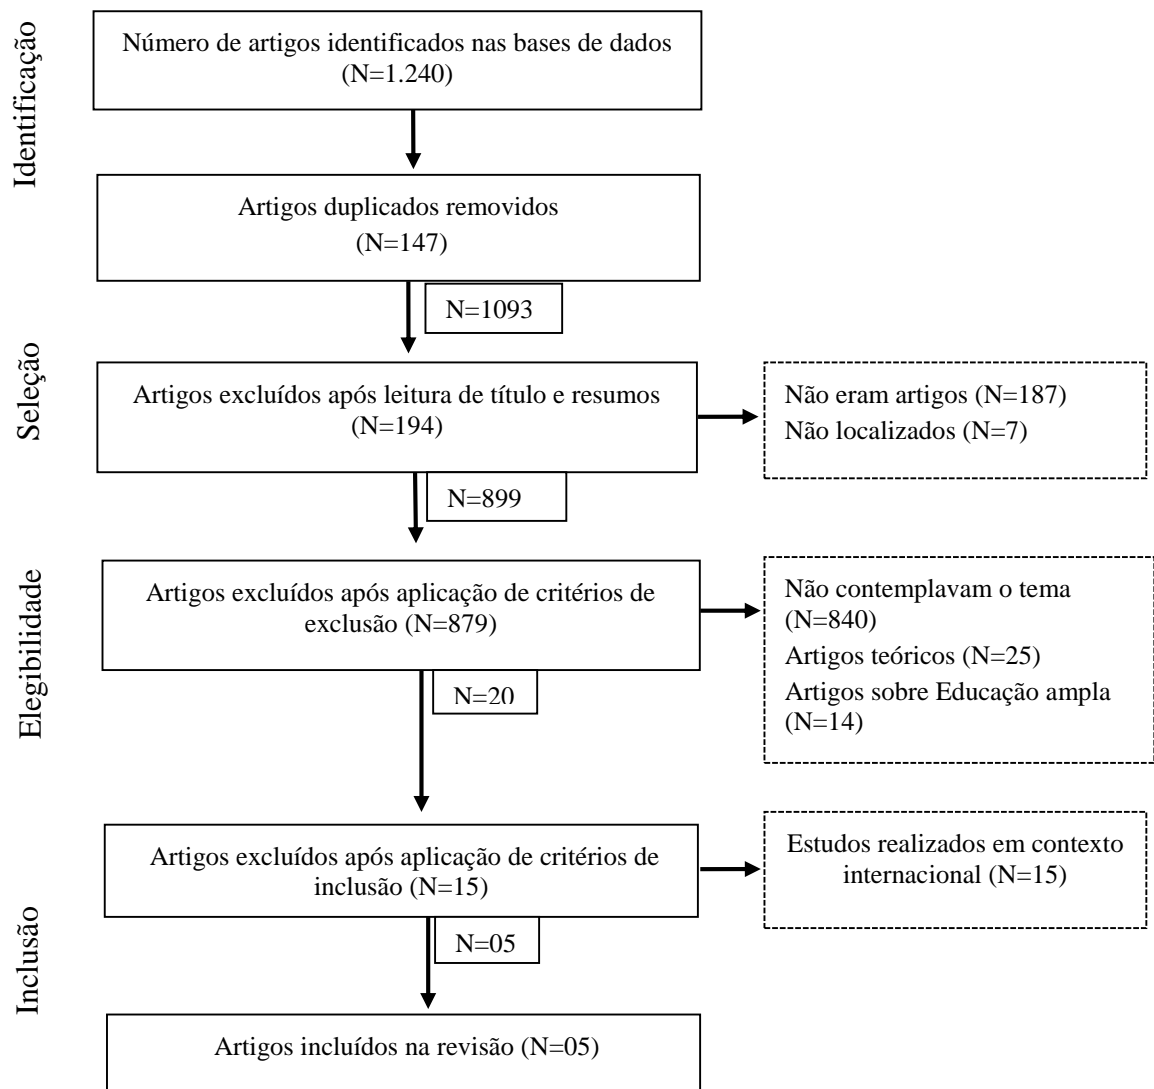 Identificação
Número de artigos identificados nas bases de dados
(N=1.240)
Artigos duplicados removidos
(N=147)
N=1093
Seleção
Artigos excluídos após leitura de título e resumos
(N=194)
Não eram artigos (N=187)
Não localizados (N=7)
N=899
Elegibilidade
Artigos excluídos após aplicação de critérios de
exclusão (N=879)
Não contemplavam o tema
(N=840)
Artigos teóricos (N=25)
Artigos sobre Educação ampla
(N=14)
N=20
Inclusão
Artigos excluídos após aplicação de critérios de
inclusão (N=15)
Estudos realizados em contexto
internacional (N=15)
N=05
Artigos incluídos na revisão (N=05)